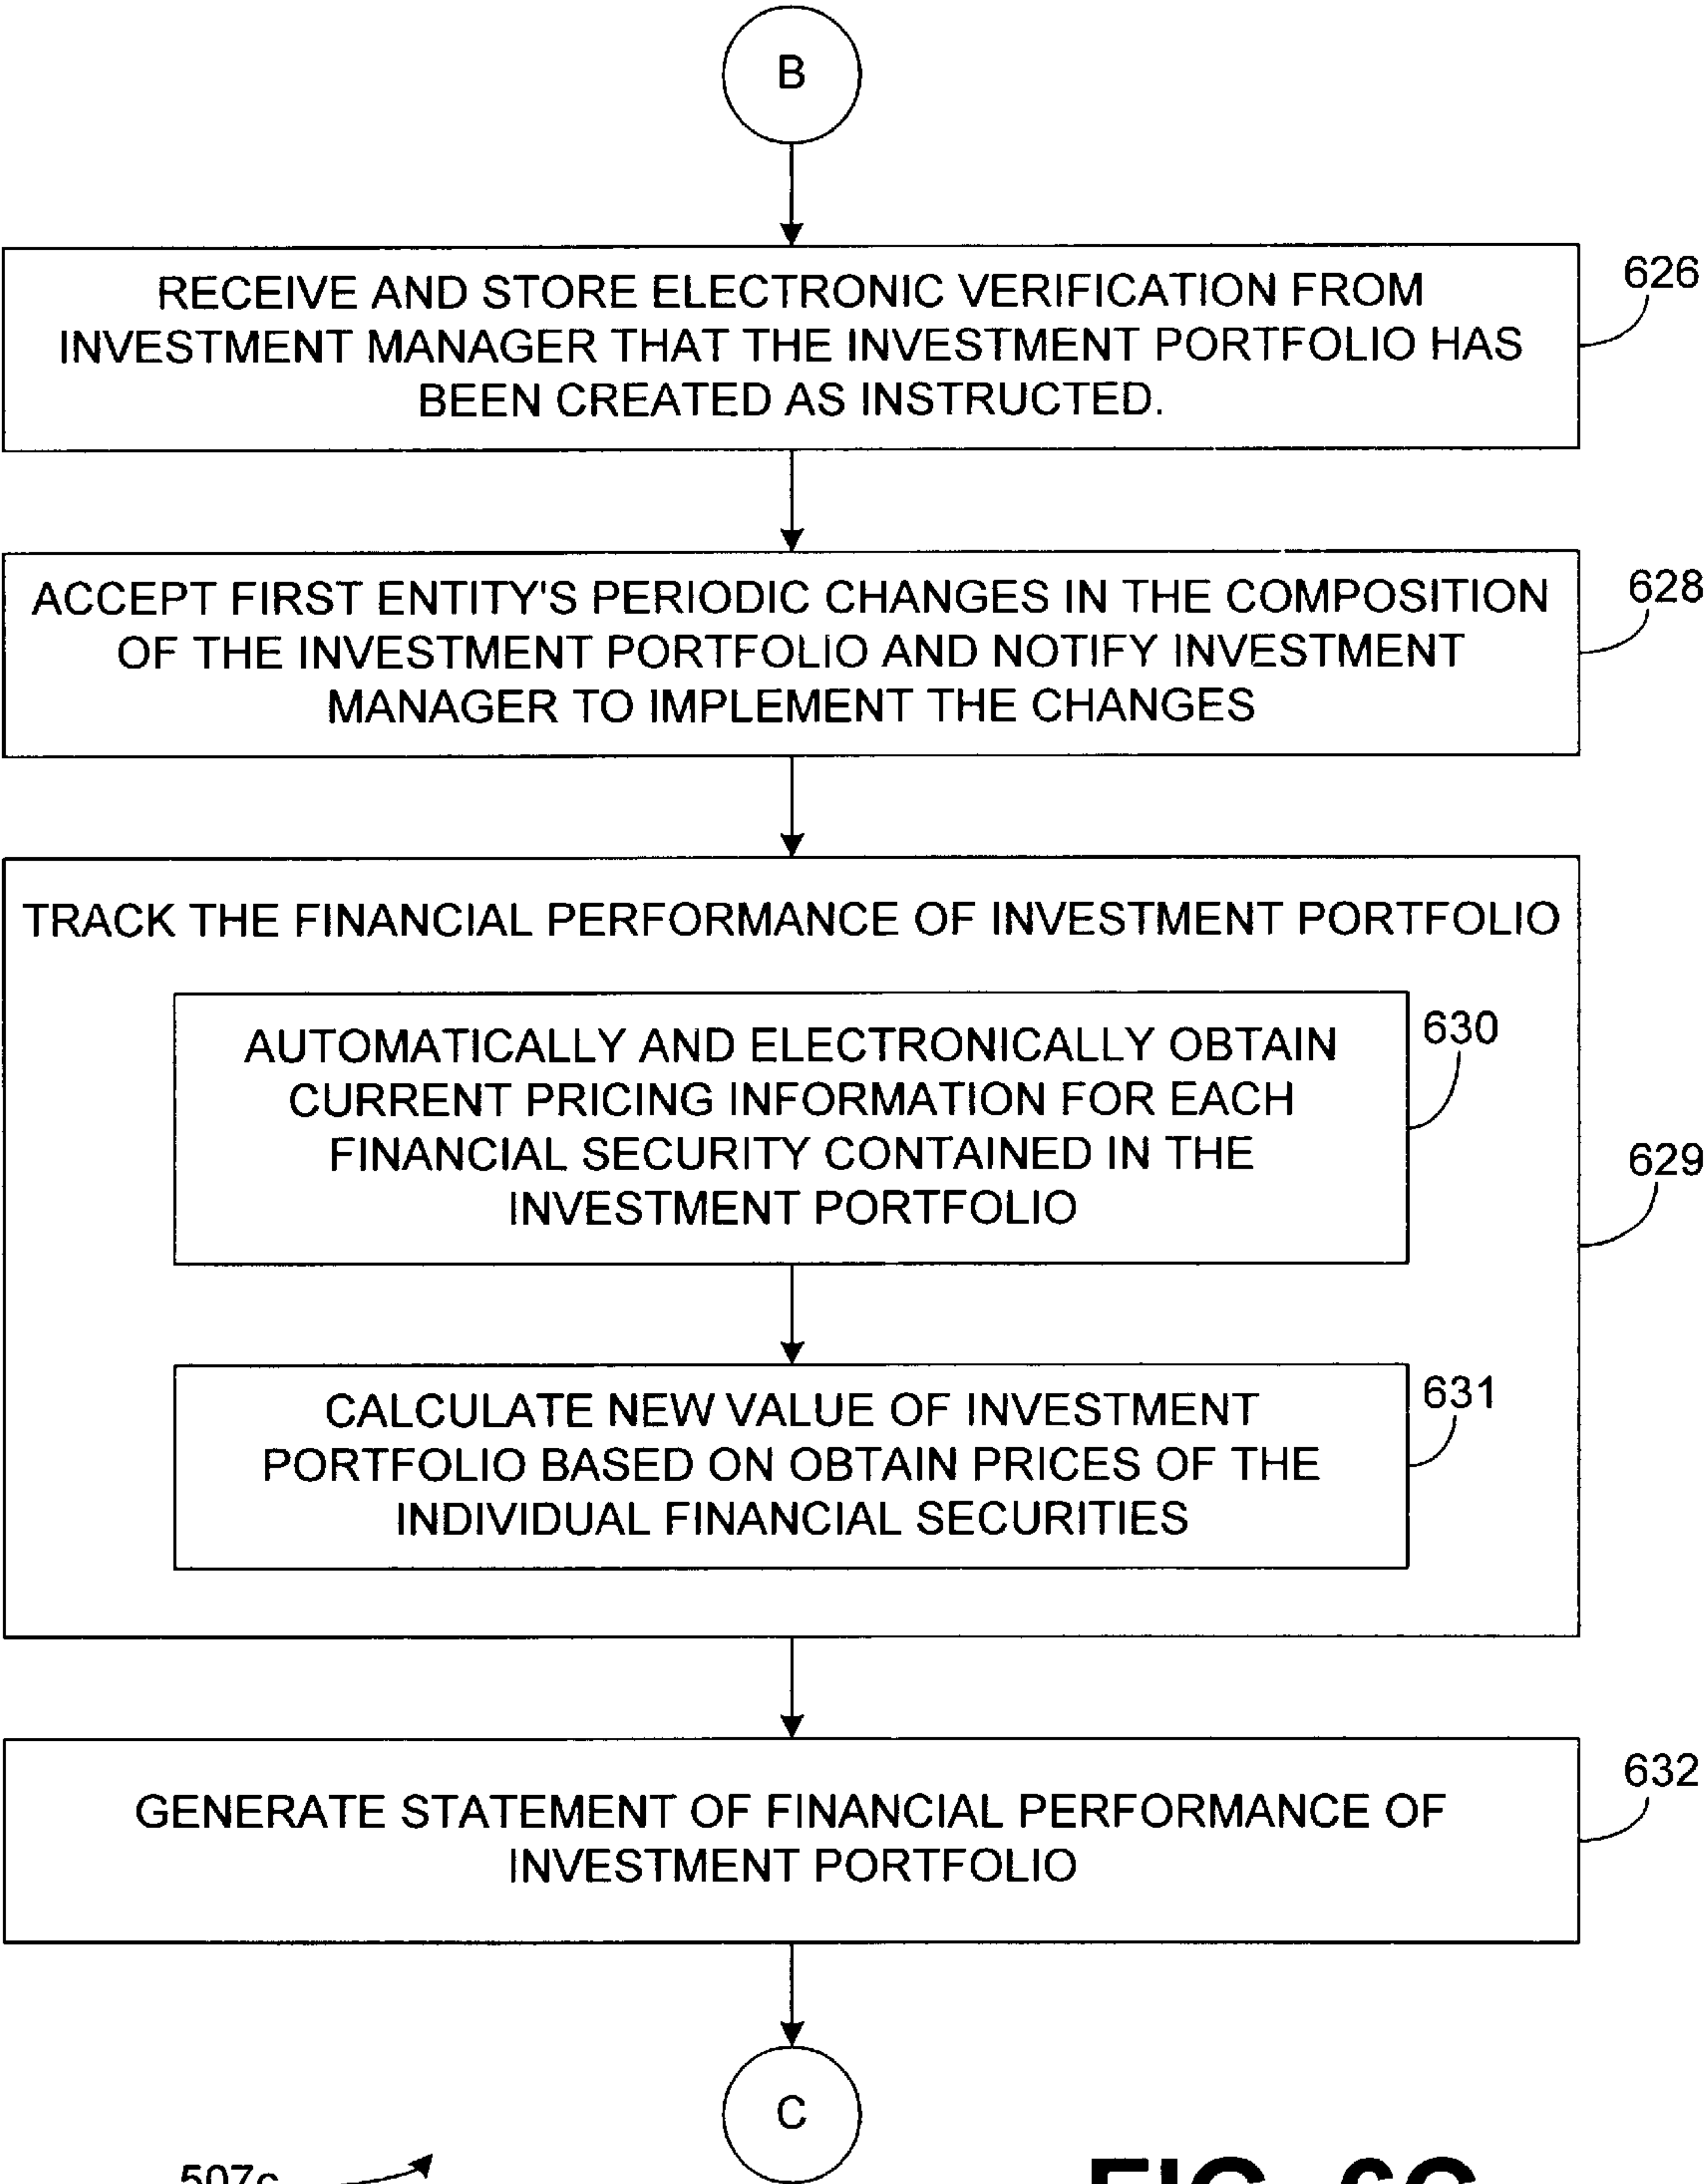 B
RECEIVE AND STORE ELECTRONIC VERIFICATION FROM
INVESTMENT MANAGER THAT THE INVESTMENT PORTFOLIO HAS
BEEN CREATED AS INSTRUCTED.
626
ACCEPT FIRST ENTITY'S PERIODIC CHANGES IN THE COMPOSITION
OF THE INVESTMENT PORTFOLIO AND NOTIFY INVESTMENT
MANAGER TO IMPLEMENT THE CHANGES
628
TRACK THE FINANCIAL PERFORMANCE OF INVESTMENT PORTFOLIO
AUTOMATICALLY AND ELECTRONICALLY OBTAIN
CURRENT PRICING INFORMATION FOR EACH
FINANCIAL SECURITY CONTAINED IN THE
INVESTMENT PORTFOLIO
630
629
CALCULATE NEW VALUE OF INVESTMENT
PORTFOLIO BASED ON OBTAIN PRICES OF THE
INDIVIDUAL FINANCIAL SECURITIES
631
GENERATE STATEMENT OF FINANCIAL PERFORMANCE OF
INVESTMENT PORTFOLIO
632
C
507c
FIG. 6C